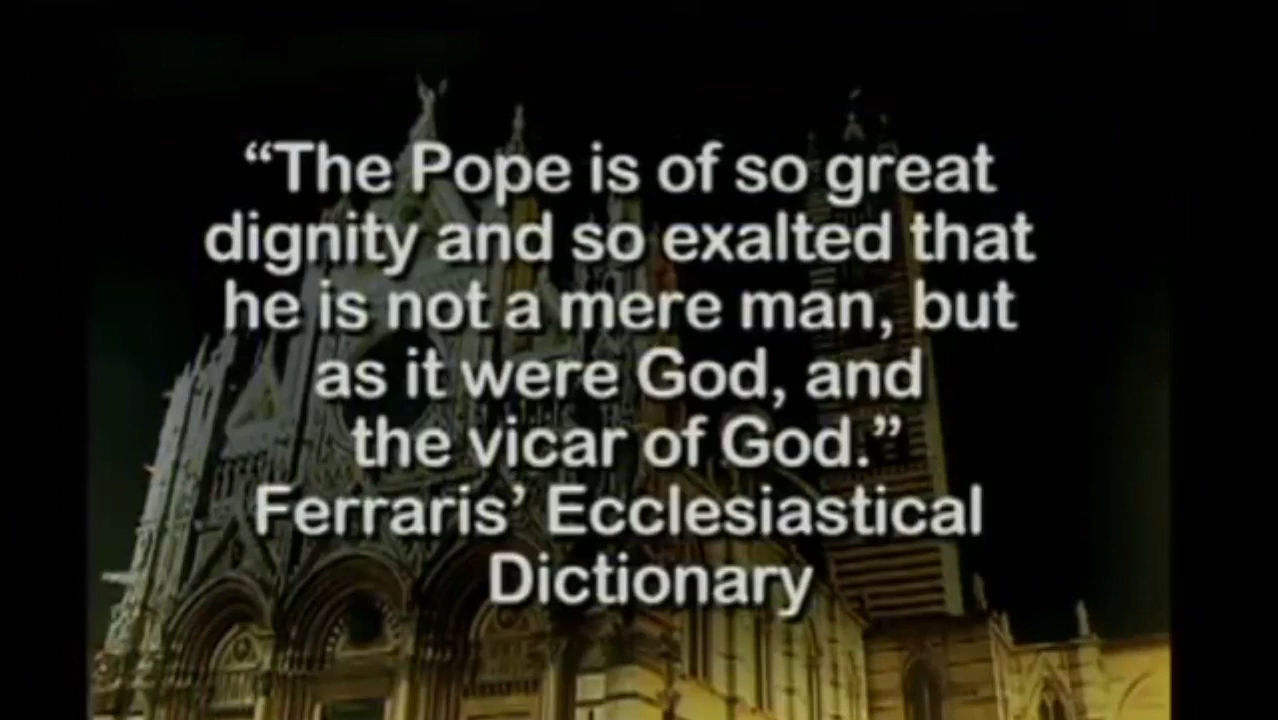 “The Pope is of so great
dignity and so exalted that
he is not a mere man, but
as it were God, and
the vicar of God.”
Ferraris’ Ecclesiastical
Dictionary